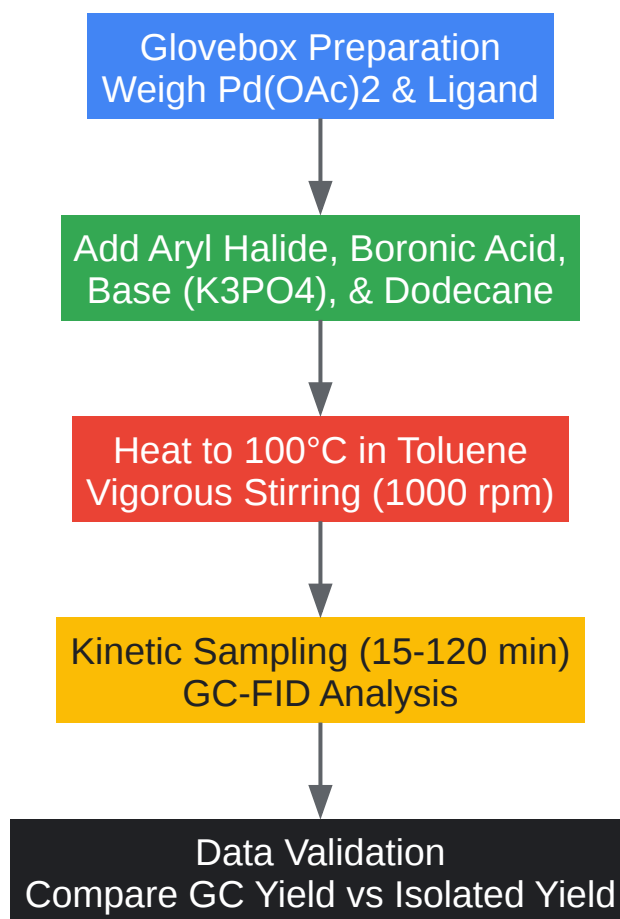 Glovebox Preparation
Weigh Pd(OAc)2 & Ligand
Add Aryl Halide, Boronic Acid,
Base (K3PO4), & Dodecane
Heat to 100°C in Toluene
Vigorous Stirring (1000 rpm)
Kinetic Sampling (15-120 min)
GC-FID Analysis
Data Validation
Compare GC Yield vs Isolated Yield